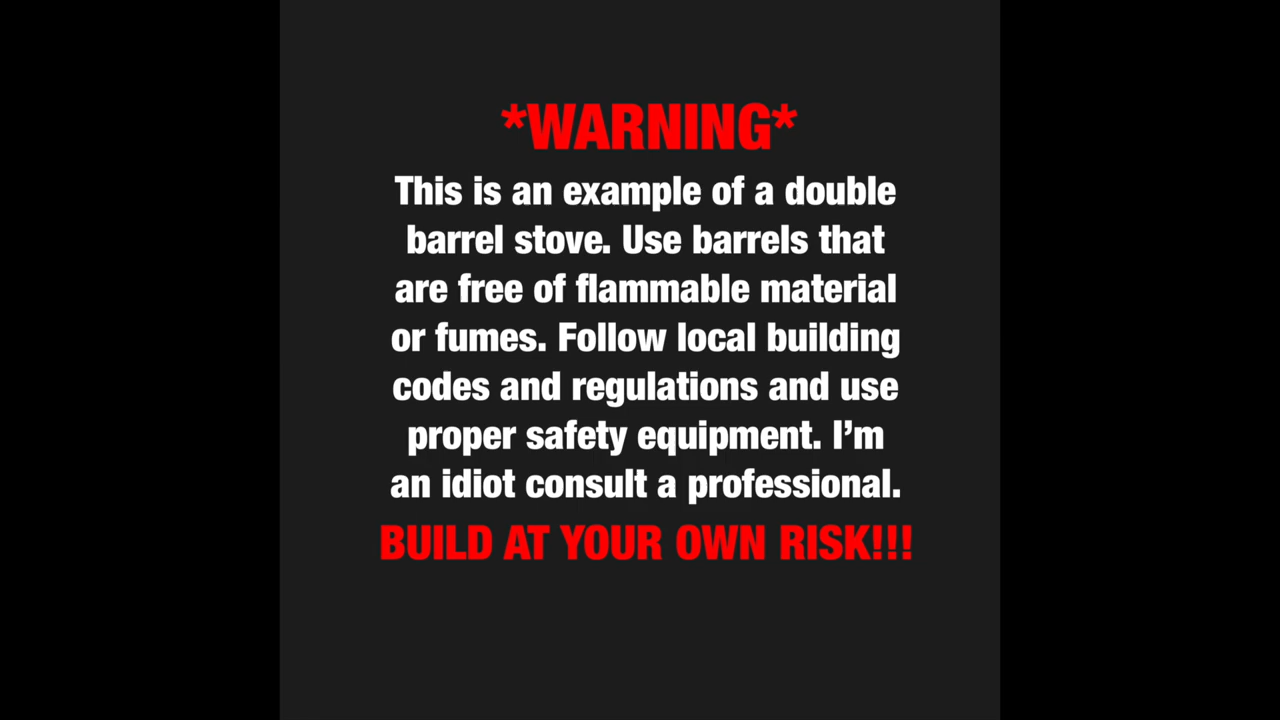 *WARNING*
This is an example of a double
barrel stove. Use barrels that
are free of flammable material
or fumes. Follow local building
codes and regulations and use
proper safety equipment. I’m
an idiot consult a professional.
BUILD AT YOUR OWN RISK!!!